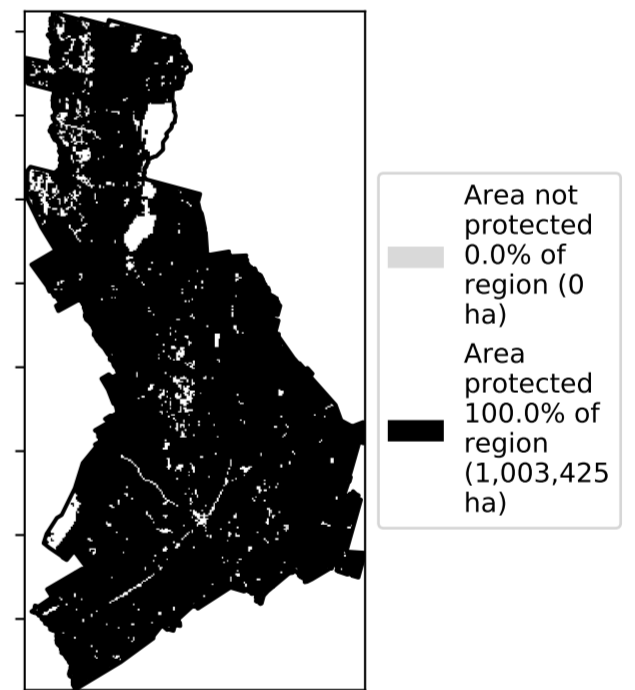 Area not
protected
0.0% of
region (0
ha)
Area
protected
100.0% of
region
(1,003,425
ha)